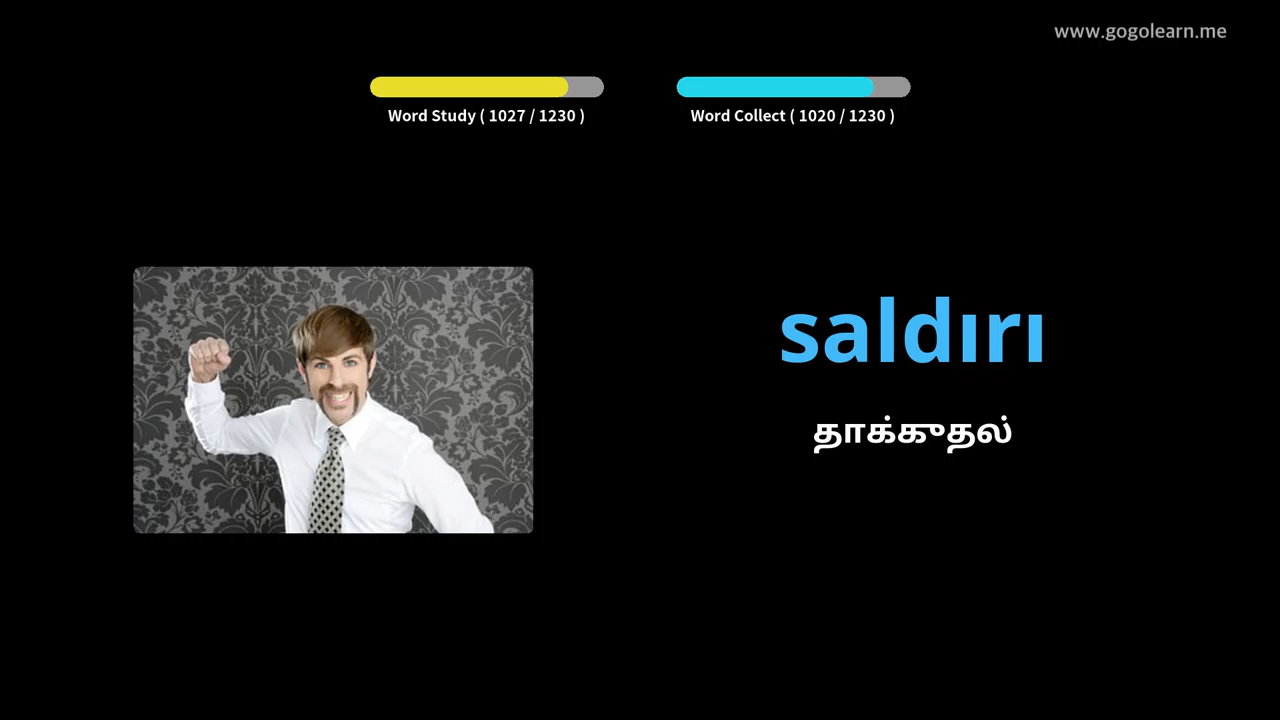 www.gogolearn.me
Word Study ( 1027 / 1230 )
Word Collect ( 1020 / 1230 )
saldırı
தாக்குதல்